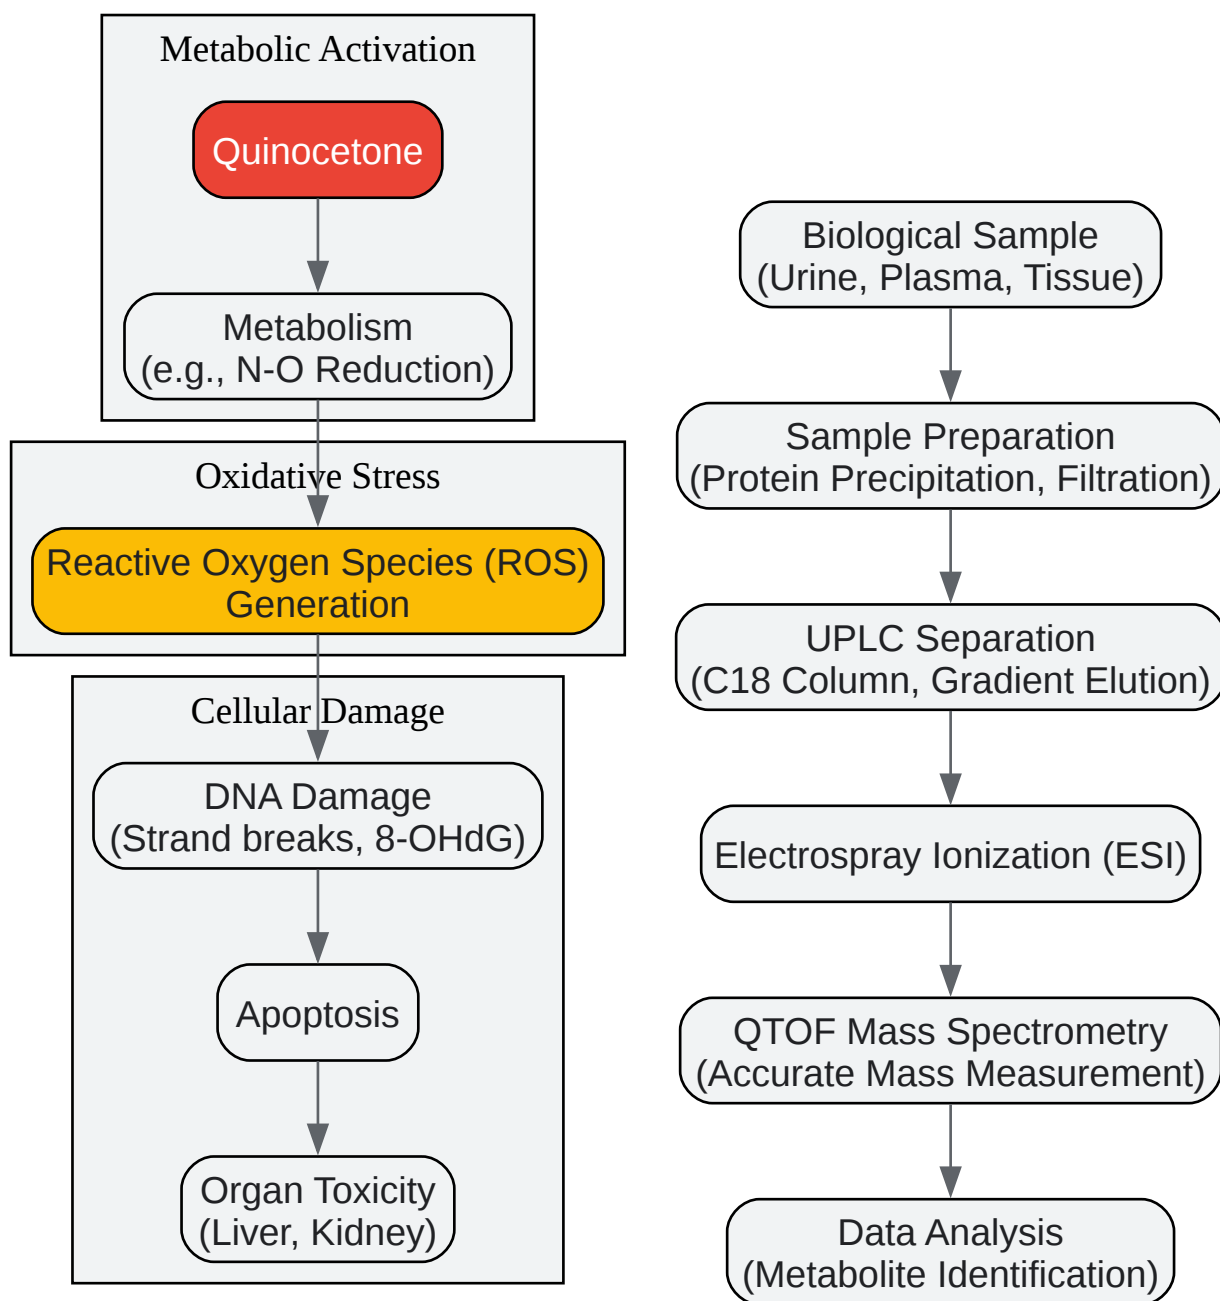 Metabolic Activation
Quinocetone
Metabolism
(e.g., N-O Reduction)
Oxidative Stress
Reactive Oxygen Species (ROS)
Generation
Cellular Damage
DNA Damage
(Strand breaks, 8-OHdG)
Apoptosis
Organ Toxicity
(Liver, Kidney)
Biological Sample
(Urine, Plasma, Tissue)
Sample Preparation
(Protein Precipitation, Filtration)
UPLC Separation
(C18 Column, Gradient Elution)
Electrospray Ionization (ESI)
QTOF Mass Spectrometry
(Accurate Mass Measurement)
Data Analysis
(Metabolite Identification)